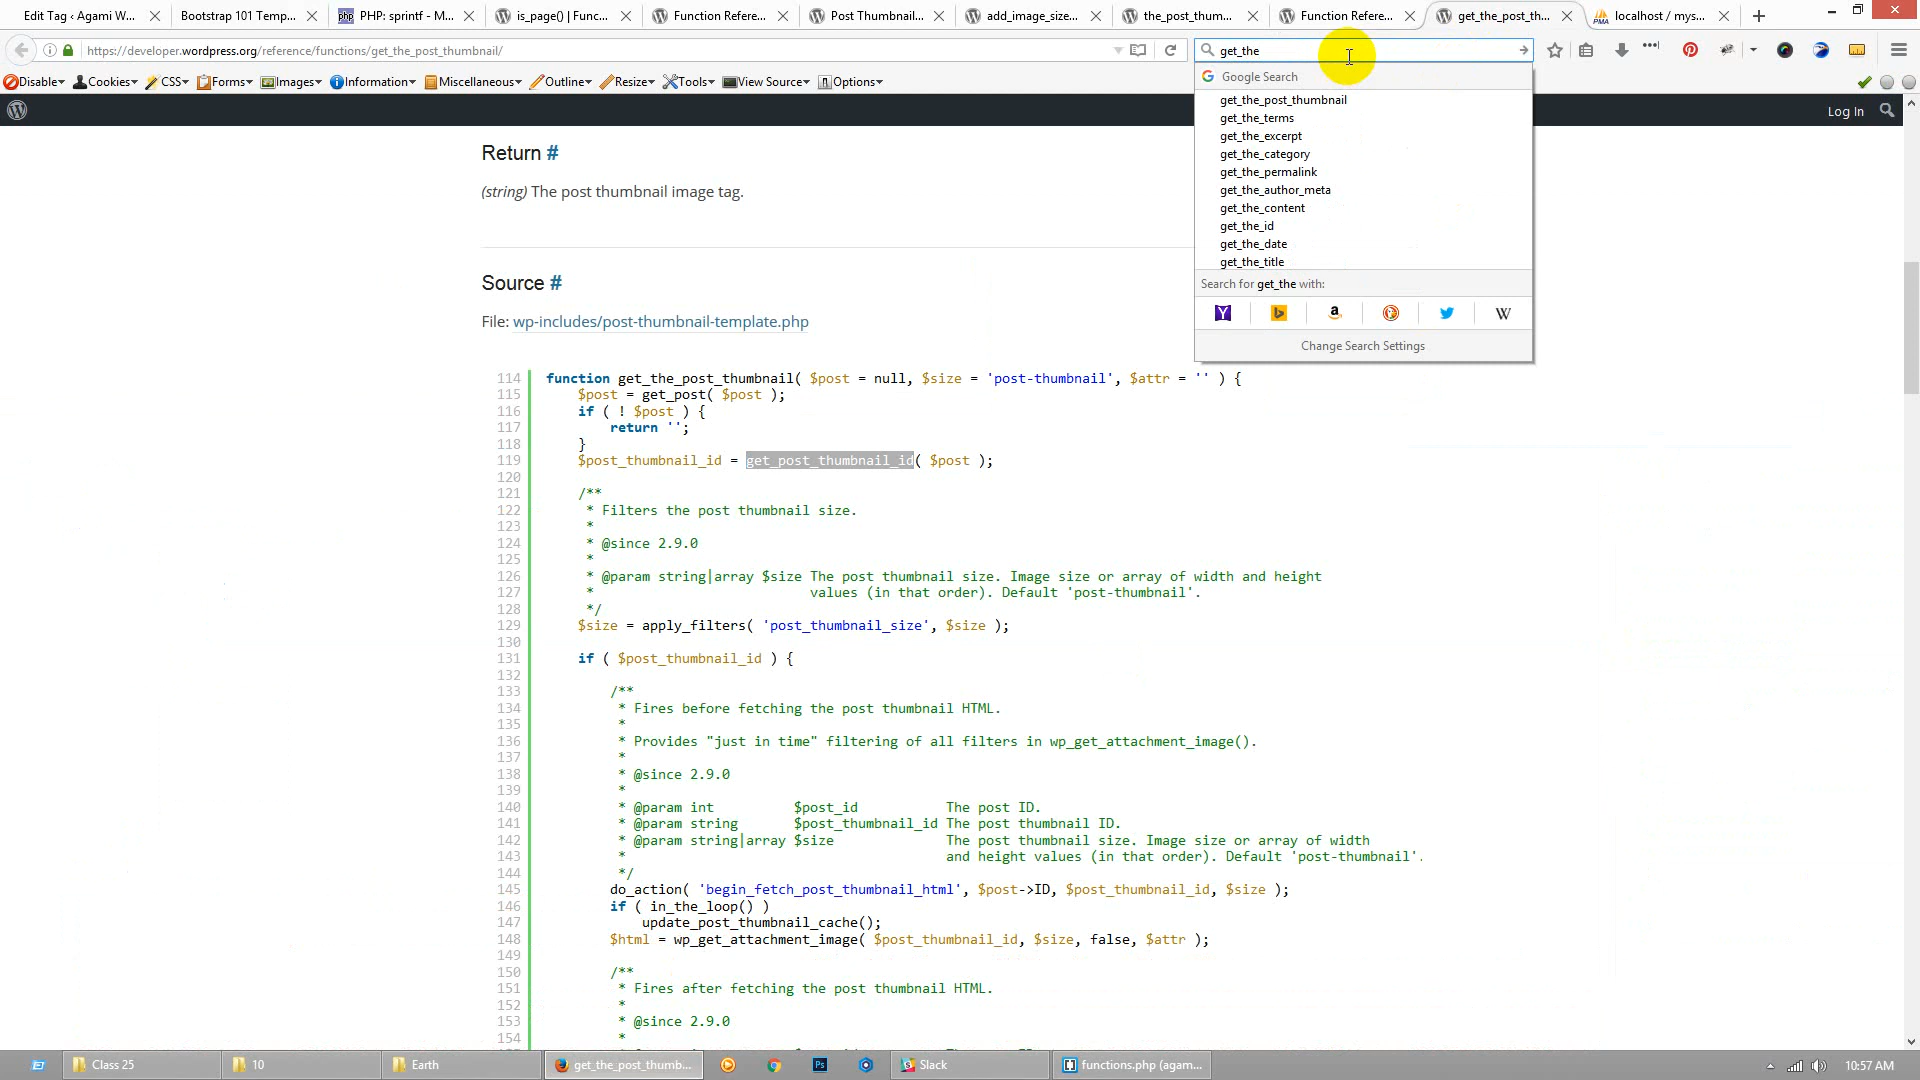 Edit Tag ‹ Agami W...
Bootstrap 101 Temp...
PHP: sprintf - M...
is_page() | Func...
Function Refere...
Post Thumbnail...
add_image_size...
the_post_thum...
Function Refere...
get_the_post_th...
localhost / mys...
https://developer.wordpress.org/reference/functions/get_the_post_thumbnail/
get_the
Disable▾ Cookies▾ CSS▾ Forms▾ Images▾ Information▾ Miscellaneous▾ Outline▾ Resize▾ Tools▾ View Source▾ Options▾
Google Search
get_the_post_thumbnail
get_the_terms
get_the_excerpt
get_the_category
get_the_permalink
get_the_author_meta
get_the_content
get_the_id
get_the_date
get_the_title
Search for get_the with:
Change Search Settings
Log In
Return #
(string) The post thumbnail image tag.
Source #
File: wp-includes/post-thumbnail-template.php
114 function get_the_post_thumbnail( $post = null, $size = 'post-thumbnail', $attr = '' ) {
115 $post = get_post( $post );
116 if ( ! $post ) {
117 return '';
118 }
119 $post_thumbnail_id = get_post_thumbnail_id( $post );
120
121 /**
122 * Filters the post thumbnail size.
123 *
124 * @since 2.9.0
125 *
126 * @param string|array $size The post thumbnail size. Image size or array of width and height
127 * values (in that order). Default 'post-thumbnail'.
128 */
129 $size = apply_filters( 'post_thumbnail_size', $size );
130
131 if ( $post_thumbnail_id ) {
132
133 /**
134 * Fires before fetching the post thumbnail HTML.
135 *
136 * Provides "just in time" filtering of all filters in wp_get_attachment_image().
137 *
138 * @since 2.9.0
139 *
140 * @param int $post_id The post ID.
141 * @param string $post_thumbnail_id The post thumbnail ID.
142 * @param string|array $size The post thumbnail size. Image size or array of width
143 * and height values (in that order). Default 'post-thumbnail'.
144 */
145 do_action( 'begin_fetch_post_thumbnail_html', $post->ID, $post_thumbnail_id, $size );
146 if ( in_the_loop() )
147 update_post_thumbnail_cache();
148 $html = wp_get_attachment_image( $post_thumbnail_id, $size, false, $attr );
149
150 /**
151 * Fires after fetching the post thumbnail HTML.
152 *
153 * @since 2.9.0
154 *
Class 25
10
Earth
get_the_post_thumb...
Slack
functions.php (agam...
10:57 AM